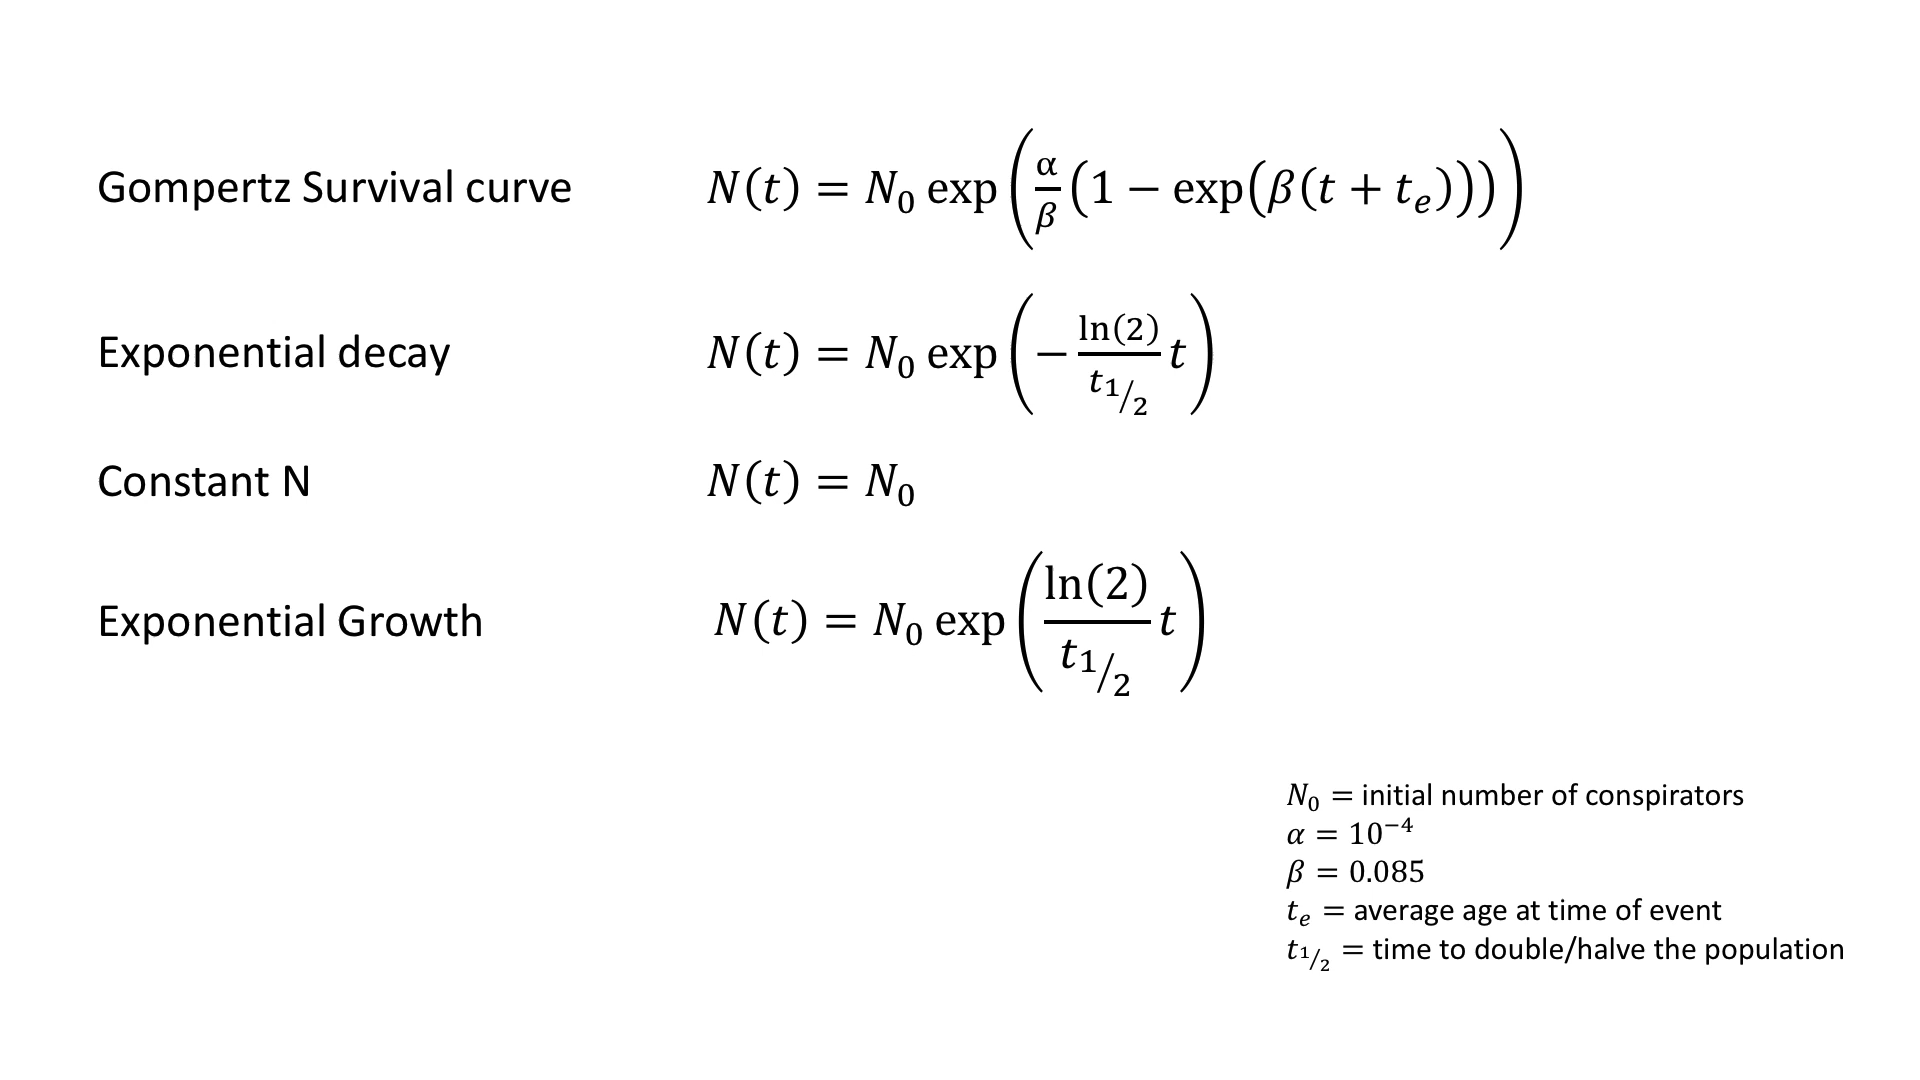 Gompertz Survival curve N(t) = N₀ exp(α/β (1 − exp(β(t + tₑ))))
Exponential decay N(t) = N₀ exp(− ln(2)/t₁/₂ t)
Constant N N(t) = N₀
Exponential Growth N(t) = N₀ exp(ln(2)/t₁/₂ t)
N₀ = initial number of conspirators
α = 10⁻⁴
β = 0.085
tₑ = average age at time of event
t₁/₂ = time to double/halve the population